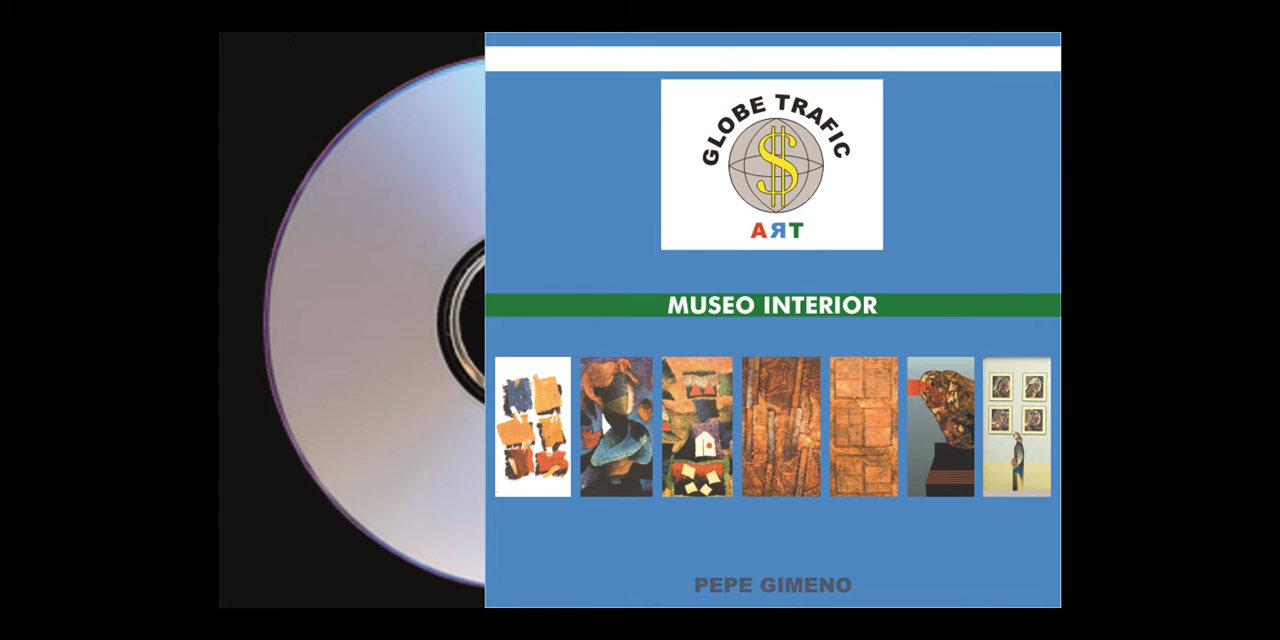 GLOBE TRAFIC
$
AЯT
MUSEO INTERIOR
PEPE GIMENO